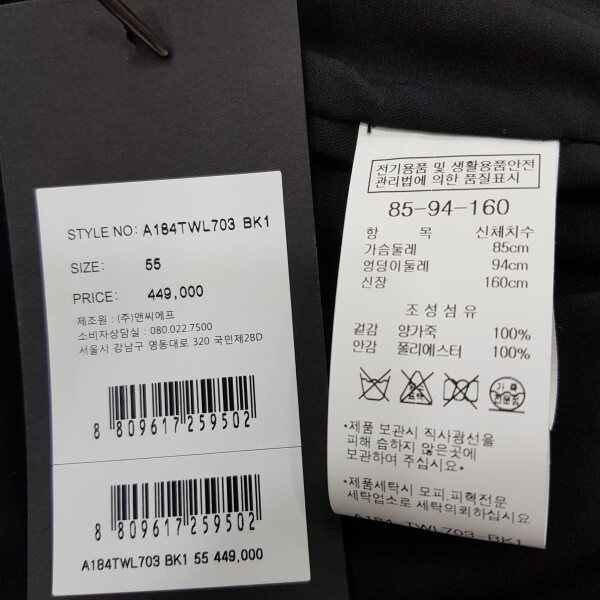 STYLE NO: A184TWL703 BK1
SIZE: 55
PRICE: 449,000
제조원 : (주)앤씨에프
소비자상담실 : 080.022.7500
서울시 강남구 영동대로 320 국민제2BD
8 809617 259502
8 809617 259502
A184TWL703 BK1 55 449,000
전기용품 및 생활용품안전
관리법에 의한 품질표시
85-94-160
항 목 신체치수
가슴둘레 85cm
엉덩이둘레 94cm
신장 160cm
조성섬유
겉감 양가죽 100%
안감 폴리에스터 100%
가 죽
전문점
*제품 보관시 직사광선을
피해 습하지 않은곳에
보관하여 주십시요*
*제품세탁시 모피,피혁전문
세탁업소로 세탁의뢰하십시요
A184 TWL703-BK1